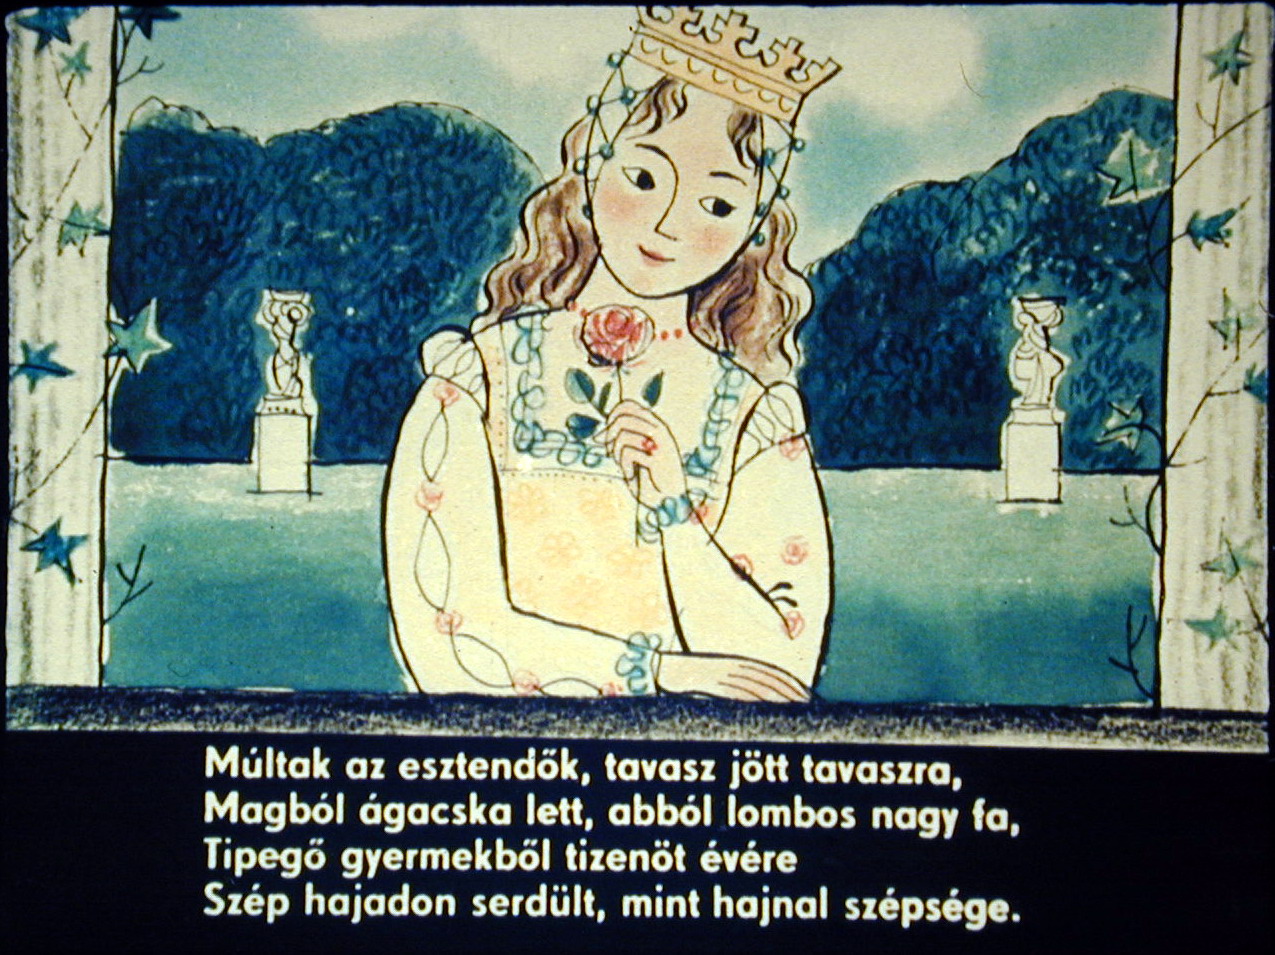 Múltak az esztendők, tavasz jött tavaszra,
Magból ágacska lett, abból lombos nagy fa,
Tipegő gyermekből tizenöt évére
Szép hajadon serdült, mint hajnal szépsége.